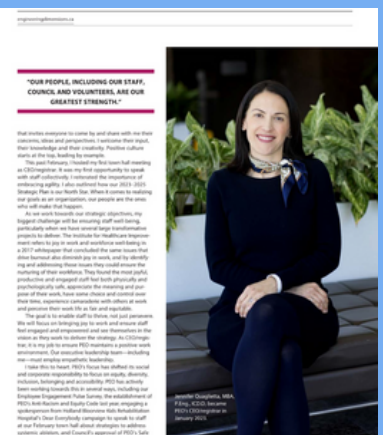 engineeringdimensions.ca
"OUR PEOPLE, INCLUDING OUR STAFF,
COUNCIL AND VOLUNTEERS, ARE OUR
GREATEST STRENGTH."
that invites everyone to come by and share with me their
concerns, ideas and perspectives. I welcome their input,
their knowledge and their creativity. Positive culture
starts at the top, leading by example.
This past February, I hosted my first town hall meeting
as CEO/registrar. It was my first opportunity to speak
with staff collectively. I reiterated the importance of
embracing agility. I also outlined how our 2023–2025
Strategic Plan is our North Star. When it comes to realizing
our goals as an organization, our people are the ones
who will make that happen.
As we work towards our strategic objectives, my
biggest challenge will be ensuring staff well being,
particularly when we have several large transformative
projects to deliver. The Institute for Healthcare Improve-
ment refers to joy in work and workforce well-being in
a 2017 whitepaper that concluded the same issues that
drive burnout also diminish joy in work, and by identify-
ing and addressing those issues they could ensure the
nurturing of their workforce. They found the most joyful,
productive and engaged staff feel both physically and
psychologically safe, appreciate the meaning and pur-
pose of their work, have some choice and control over
their time, experience camaraderie with others at work
and perceive their work life as fair and equitable.
The goal is to enable staff to thrive, not just persevere.
We will focus on bringing joy to work and ensure staff
feel engaged and empowered and see themselves in the
vision as they work to deliver the strategy. As CEO/regis-
trar, it is my job to ensure PEO maintains a positive work
environment. Our executive leadership team—including
me—must employ empathetic leadership.
I take this to heart. PEO's focus has shifted its social
and corporate responsibility to focus on equity, diversity,
inclusion, belonging and accessibility. PEO has actively
been working towards this in several ways, including our
Employee Engagement Pulse Survey, the establishment of
PEO's Anti-Racism and Equity Code last year, engaging a
spokesperson from Holland Bloorview Kids Rehabilitation
Hospital's Dear Everybody campaign to speak to staff
at our February town hall about strategies to address
systemic ableism, and Council's approval of PEO's Safe
Jennifer Quaglietta, MBA,
P.Eng., ICD.D, became
PEO's CEO/registrar in
January 2023.